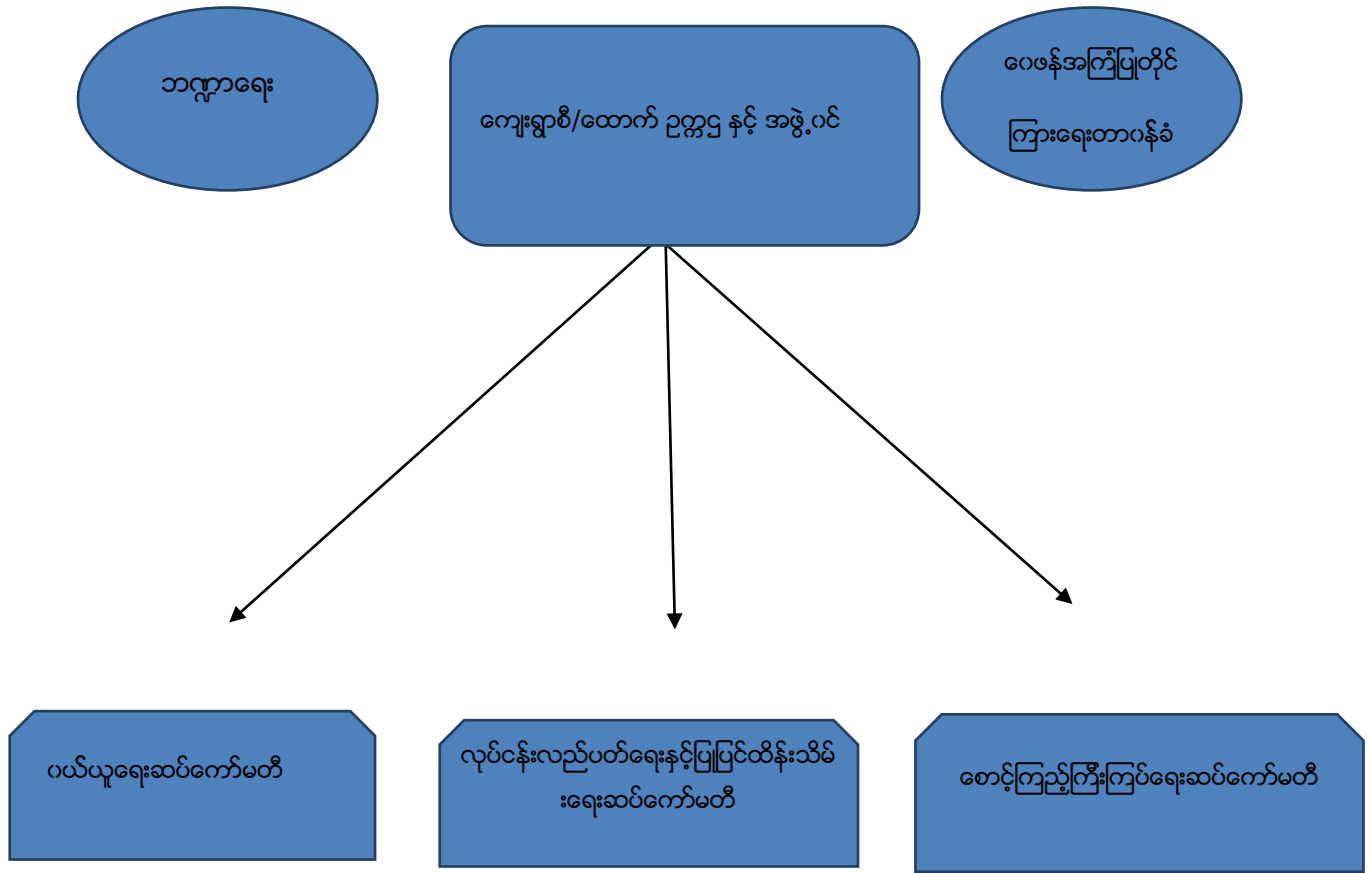 ဘဏ္ဍာရေး
ကျေးရွာစီ/ထောက် ဥက္ကဌ နှင့် အဖွဲ့ဝင်
ဝေဖန်အကြံပြုတိုင်
ကြားရေးတာဝန်ခံ
ဝယ်ယူရေးဆပ်ကော်မတီ
လုပ်ငန်းလည်ပတ်ရေးနှင့်ပြုပြင်ထိန်းသိမ်
းရေးဆပ်ကော်မတီ
စောင့်ကြည့်ကြီးကြပ်ရေးဆပ်ကော်မတီ